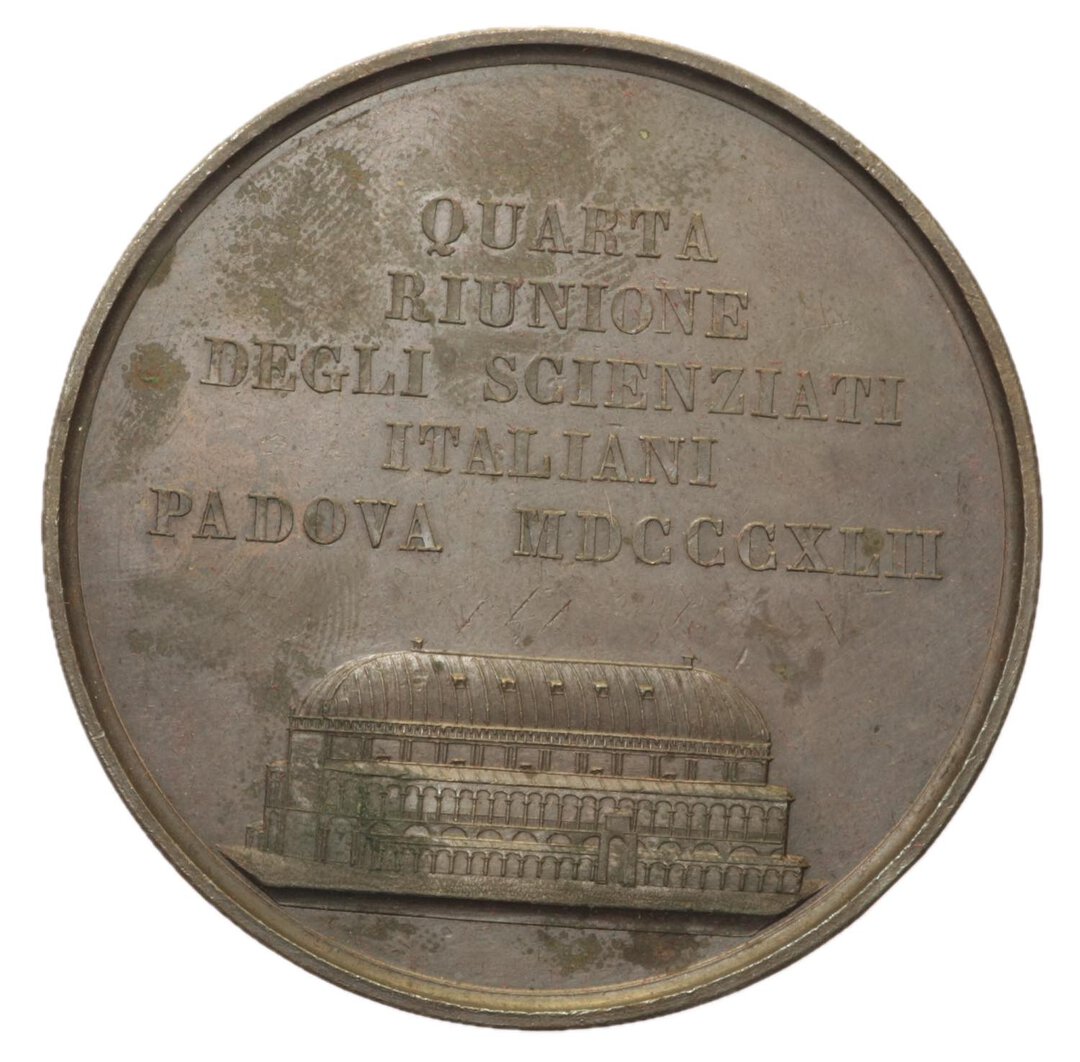 QUARTA
RIUNIONE
DEGLI SCIENZIATI
ITALIANI
PADOVA MDCCCXLII